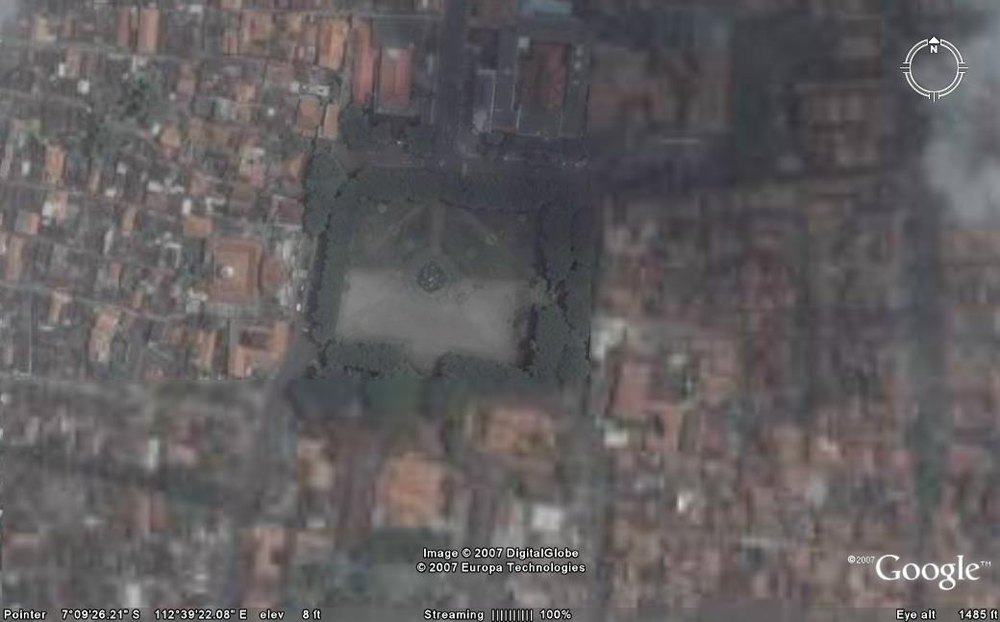 N
Image © 2007 DigitalGlobe
© 2007 Europa Technologies
©2007 Google™
Pointer 7°09'26.21" S 112°39'22.08" E elev 8 ft Streaming |||||||||| 100% Eye alt 1485 ft